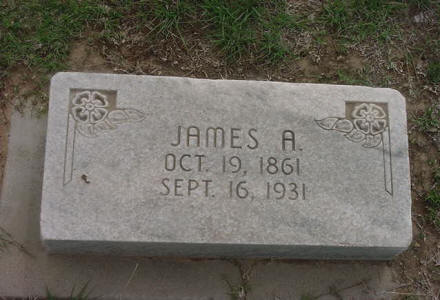 JAMES A.
OCT. 19, 1861
SEPT. 16, 1931